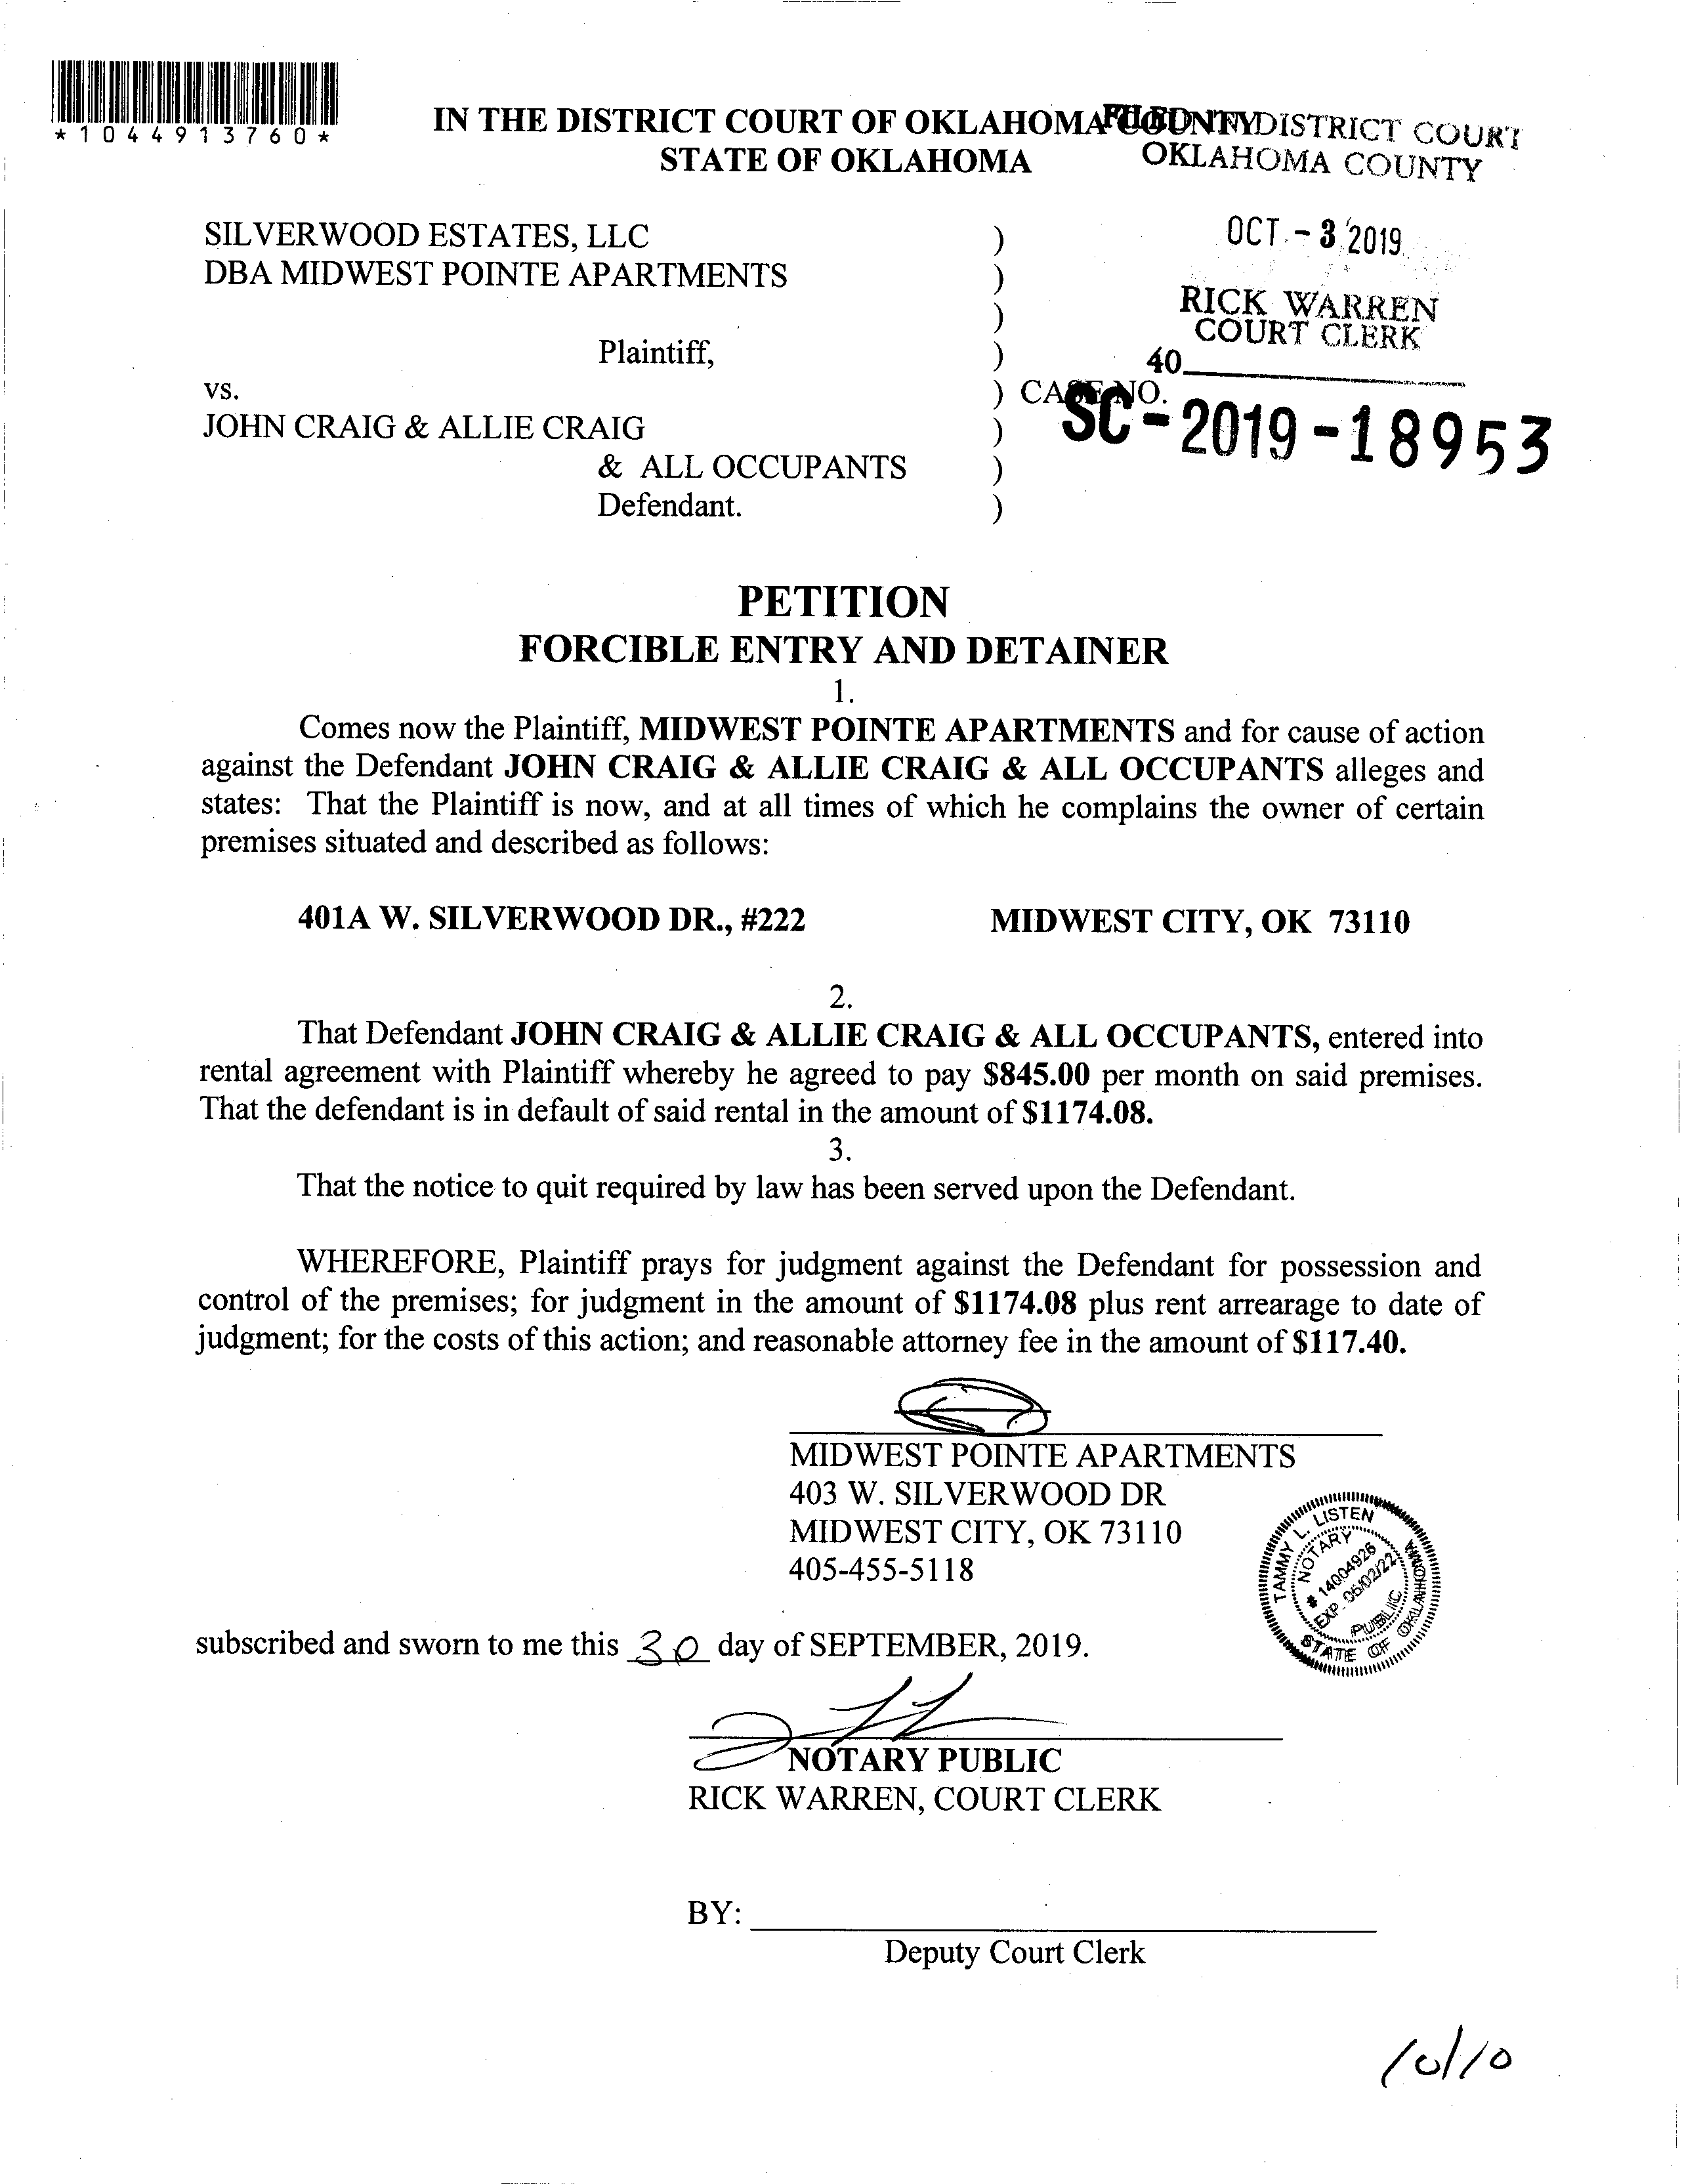 *1044913760*
IN THE DISTRICT COURT OF OKLAHOMA COUNTY
STATE OF OKLAHOMA
FILED IN DISTRICT COURT
OKLAHOMA COUNTY
OCT - 3 2019
RICK WARREN
COURT CLERK
40
SILVERWOOD ESTATES, LLC )
DBA MIDWEST POINTE APARTMENTS )
)
Plaintiff, )
vs. ) CASE NO.
SC-2019-18953
JOHN CRAIG & ALLIE CRAIG )
& ALL OCCUPANTS )
Defendant. )
PETITION
FORCIBLE ENTRY AND DETAINER
1.
Comes now the Plaintiff, MIDWEST POINTE APARTMENTS and for cause of action
against the Defendant JOHN CRAIG & ALLIE CRAIG & ALL OCCUPANTS alleges and
states: That the Plaintiff is now, and at all times of which he complains the owner of certain
premises situated and described as follows:
401A W. SILVERWOOD DR., #222 MIDWEST CITY, OK 73110
2.
That Defendant JOHN CRAIG & ALLIE CRAIG & ALL OCCUPANTS, entered into
rental agreement with Plaintiff whereby he agreed to pay $845.00 per month on said premises.
That the defendant is in default of said rental in the amount of $1174.08.
3.
That the notice to quit required by law has been served upon the Defendant.
WHEREFORE, Plaintiff prays for judgment against the Defendant for possession and
control of the premises; for judgment in the amount of $1174.08 plus rent arrearage to date of
judgment; for the costs of this action; and reasonable attorney fee in the amount of $117.40.
MIDWEST POINTE APARTMENTS
403 W. SILVERWOOD DR
MIDWEST CITY, OK 73110
405-455-5118
TAMMY L. LISTEN
NOTARY
# 14004926
EXP. 06/02/22
PUBLIC
STATE OF OKLAHOMA
subscribed and sworn to me this 30 day of SEPTEMBER, 2019.
NOTARY PUBLIC
RICK WARREN, COURT CLERK
BY:
Deputy Court Clerk
10/10